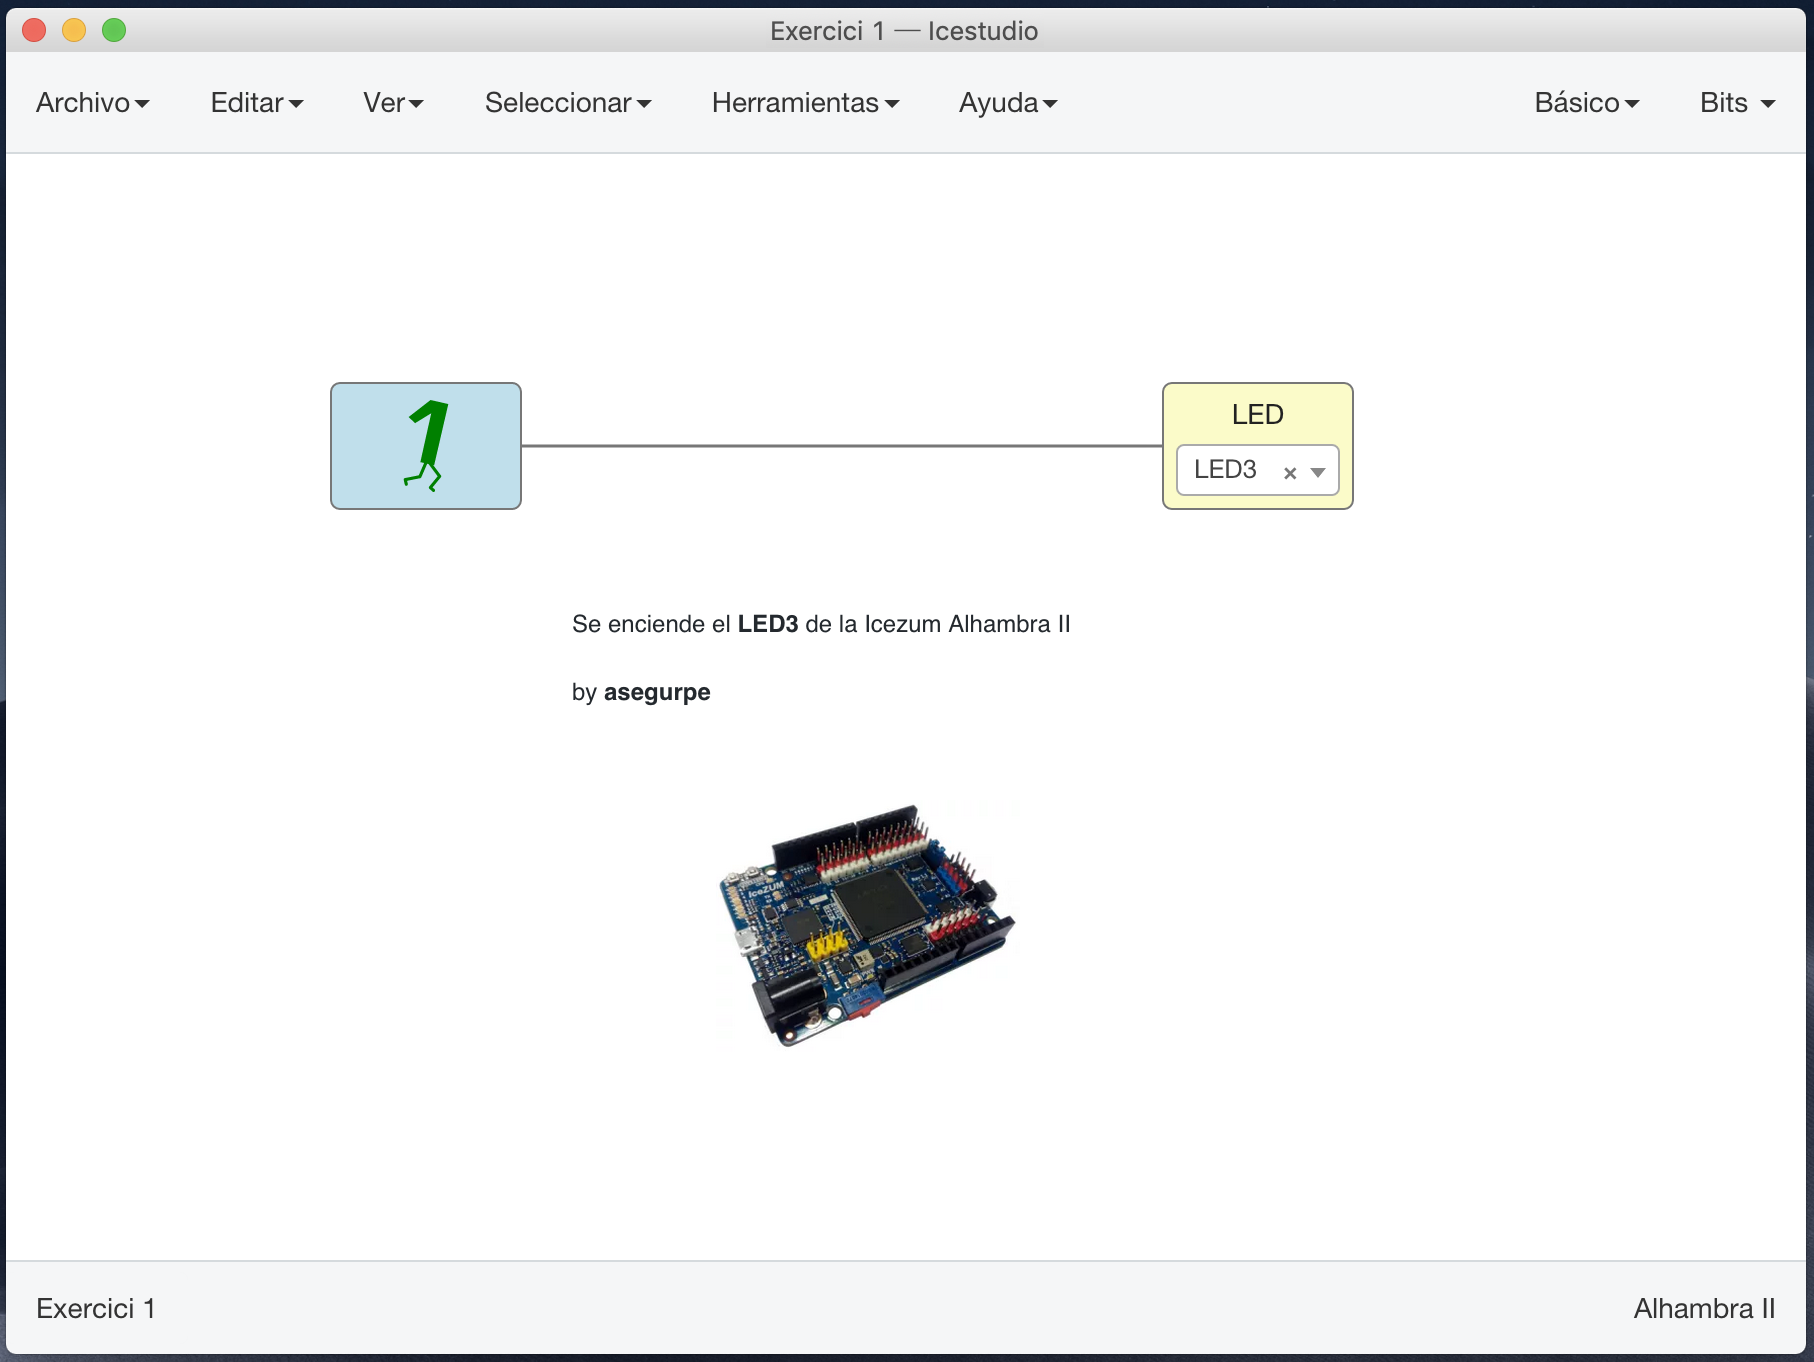 Exercici 1 — Icestudio
Archivo Editar Ver Seleccionar Herramientas Ayuda Básico Bits
1
LED
LED3
Se enciende el LED3 de la Icezum Alhambra II
by asegurpe
IceZUM
Exercici 1
Alhambra II